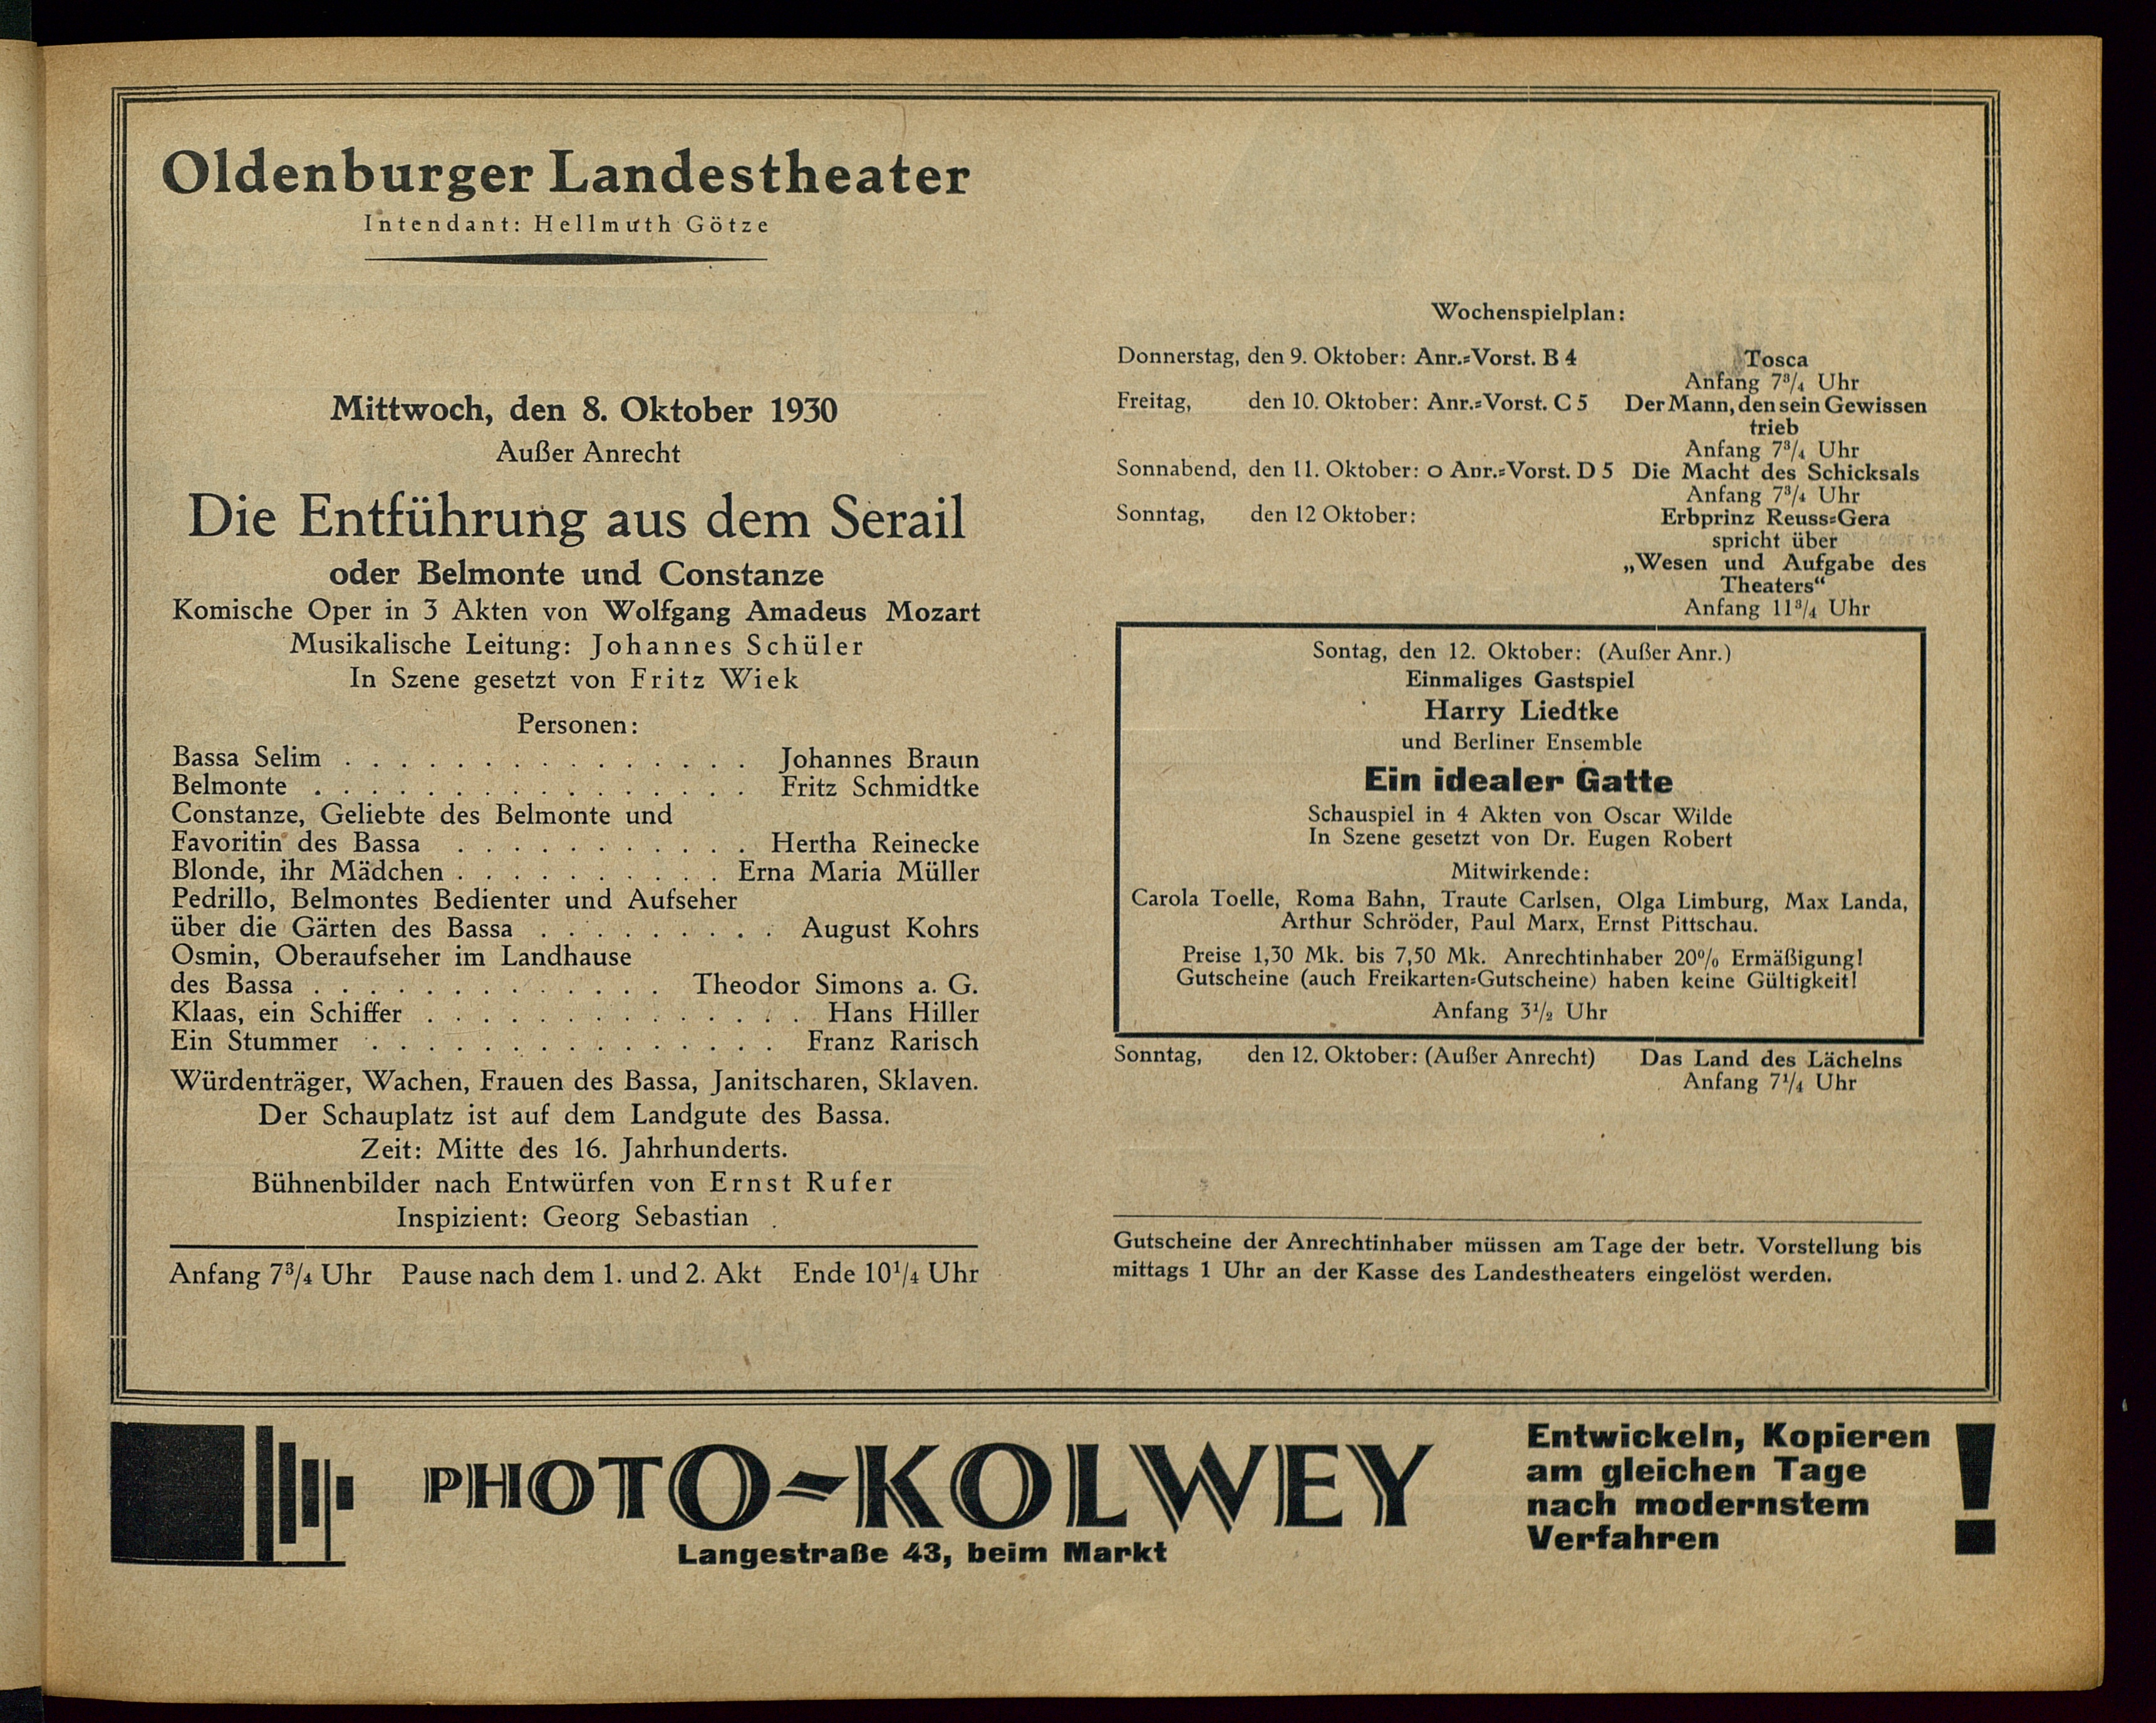 Oldenburger Landestheater
Intendant: Hellmuth Götze
Mittwoch, den 8. Oktober 1930
Außer Anrecht
Die Entführung aus dem Serail
oder Belmonte und Constanze
Komische Oper in 3 Akten von Wolfgang Amadeus Mozart
Musikalische Leitung: Johannes Schüler
In Szene gesetzt von Fritz Wiek
Personen:
Bassa Selim . . . . . . . . . . . . . . . Johannes Braun
Belmonte . . . . . . . . . . . . . . . . Fritz Schmidtke
Constanze, Geliebte des Belmonte und
Favoritin des Bassa . . . . . . . . . . . Hertha Reinecke
Blonde, ihr Mädchen . . . . . . . . . . Erna Maria Müller
Pedrillo, Belmontes Bedienter und Aufseher
über die Gärten des Bassa . . . . . . . . . August Kohrs
Osmin, Oberaufseher im Landhause
des Bassa . . . . . . . . . . . . . Theodor Simons a. G.
Klaas, ein Schiffer . . . . . . . . . . . . . . Hans Hiller
Ein Stummer . . . . . . . . . . . . . . . Franz Rarisch
Würdenträger, Wachen, Frauen des Bassa, Janitscharen, Sklaven.
Der Schauplatz ist auf dem Landgute des Bassa.
Zeit: Mitte des 16. Jahrhunderts.
Bühnenbilder nach Entwürfen von Ernst Rufer
Inspizient: Georg Sebastian
Anfang 7³/₄ Uhr Pause nach dem 1. und 2. Akt Ende 10¹/₄ Uhr
Wochenspielplan:
Donnerstag, den 9. Oktober: Anr.=Vorst. B 4 Tosca
Anfang 7³/₄ Uhr
Freitag, den 10. Oktober: Anr.=Vorst. C 5 Der Mann, den sein Gewissen
trieb
Anfang 7³/₄ Uhr
Sonnabend, den 11. Oktober: o Anr.=Vorst. D 5 Die Macht des Schicksals
Anfang 7³/₄ Uhr
Sonntag, den 12 Oktober: Erbprinz Reuss=Gera
spricht über
„Wesen und Aufgabe des
Theaters“
Anfang 11³/₄ Uhr
Sontag, den 12. Oktober: (Außer Anr.)
Einmaliges Gastspiel
Harry Liedtke
und Berliner Ensemble
Ein idealer Gatte
Schauspiel in 4 Akten von Oscar Wilde
In Szene gesetzt von Dr. Eugen Robert
Mitwirkende:
Carola Toelle, Roma Bahn, Traute Carlsen, Olga Limburg, Max Landa,
Arthur Schröder, Paul Marx, Ernst Pittschau.
Preise 1,30 Mk. bis 7,50 Mk. Anrechtinhaber 20% Ermäßigung!
Gutscheine (auch Freikarten=Gutscheine) haben keine Gültigkeit!
Anfang 3¹/₂ Uhr
Sonntag, den 12. Oktober: (Außer Anrecht) Das Land des Lächelns
Anfang 7¹/₄ Uhr
Gutscheine der Anrechtinhaber müssen am Tage der betr. Vorstellung bis
mittags 1 Uhr an der Kasse des Landestheaters eingelöst werden.
PHOTO-KOLWEY
Langestraße 43, beim Markt
Entwickeln, Kopieren
am gleichen Tage
nach modernstem
Verfahren !